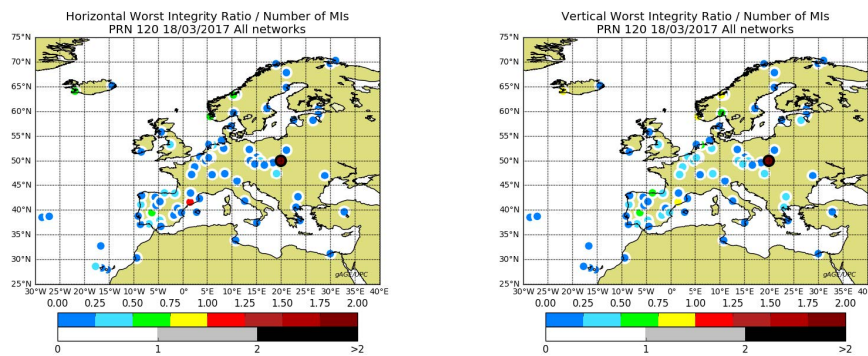 Horizontal Worst Integrity Ratio / Number of MIs
PRN 120 18/03/2017 All networks
75°N
70°N
65°N
60°N
55°N
50°N
45°N
40°N
35°N
30°N
25°N
gAGE/UPC
30°W 25°W 20°W 15°W 10°W 5°W 0° 5°E 10°E 15°E 20°E 25°E 30°E 35°E 40°E
0.00 0.25 0.50 0.75 1.00 1.25 1.50 1.75 2.00
0 1 2 >2
Vertical Worst Integrity Ratio / Number of MIs
PRN 120 18/03/2017 All networks
75°N
70°N
65°N
60°N
55°N
50°N
45°N
40°N
35°N
30°N
25°N
gAGE/UPC
30°W 25°W 20°W 15°W 10°W 5°W 0° 5°E 10°E 15°E 20°E 25°E 30°E 35°E 40°E
0.00 0.25 0.50 0.75 1.00 1.25 1.50 1.75 2.00
0 1 2 >2